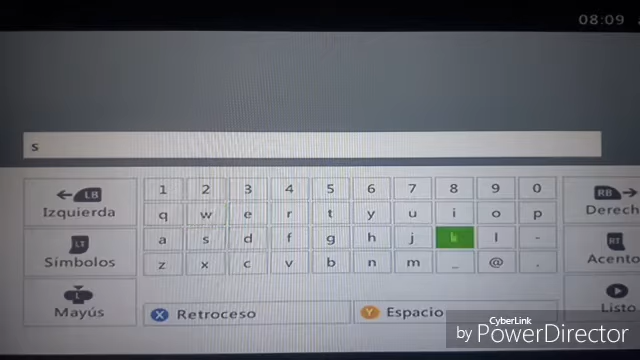 08:09
s
LB
Izquierda
1 2 3 4 5 6 7 8 9 0
RB
Derech
q w e r t y u i o p
LT
Símbolos
a s d f g h j k l -
RT
Acento
z x c v b n m _ @ .
L
Mayús
X Retroceso
Y Espacio
Listo
CyberLink
by PowerDirector